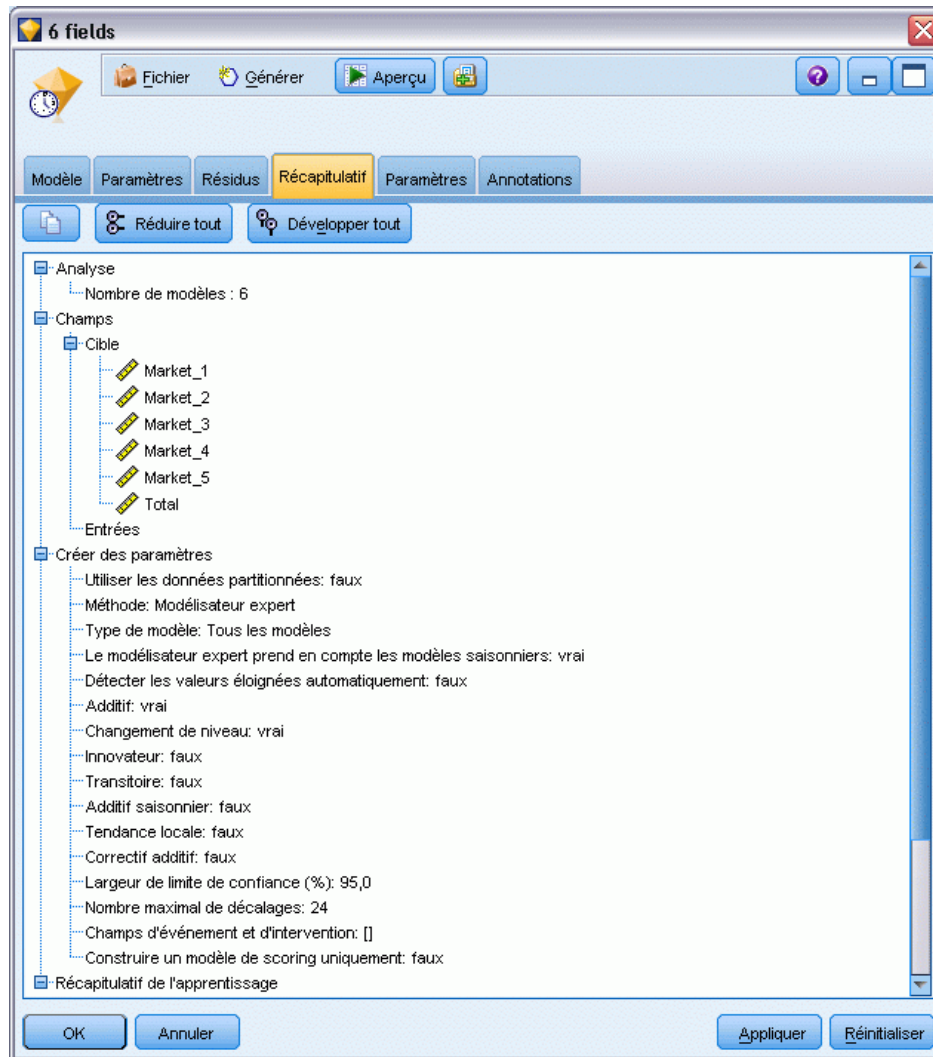 6 fields
Fichier Générer Aperçu
Modèle Paramètres Résidus Récapitulatif Paramètres Annotations
Réduire tout Développer tout
Analyse
Nombre de modèles : 6
Champs
Cible
Market_1
Market_2
Market_3
Market_4
Market_5
Total
Entrées
Créer des paramètres
Utiliser les données partitionnées: faux
Méthode: Modélisateur expert
Type de modèle: Tous les modèles
Le modélisateur expert prend en compte les modèles saisonniers: vrai
Détecter les valeurs éloignées automatiquement: faux
Additif: vrai
Changement de niveau: vrai
Innovateur: faux
Transitoire: faux
Additif saisonnier: faux
Tendance locale: faux
Correctif additif: faux
Largeur de limite de confiance (%): 95,0
Nombre maximal de décalages: 24
Champs d'événement et d'intervention: []
Construire un modèle de scoring uniquement: faux
Récapitulatif de l'apprentissage
OK Annuler Appliquer Réinitialiser